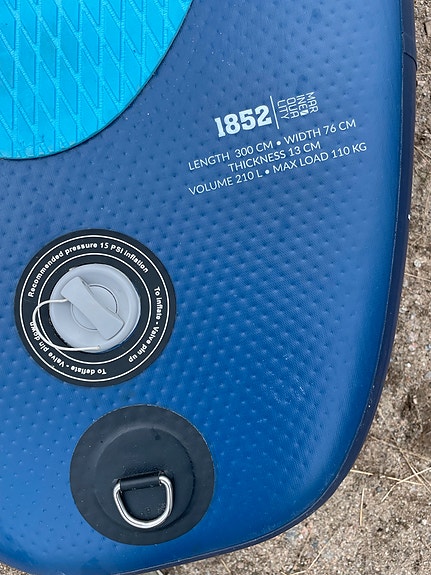 1852
MAR
INE
QUA
LITY
LENGTH 300 CM • WIDTH 76 CM
THICKNESS 13 CM
VOLUME 210 L • MAX LOAD 110 KG
Recommended pressure 15 PSI inflation
To inflate - Valve pin up
To deflate - Valve pin down